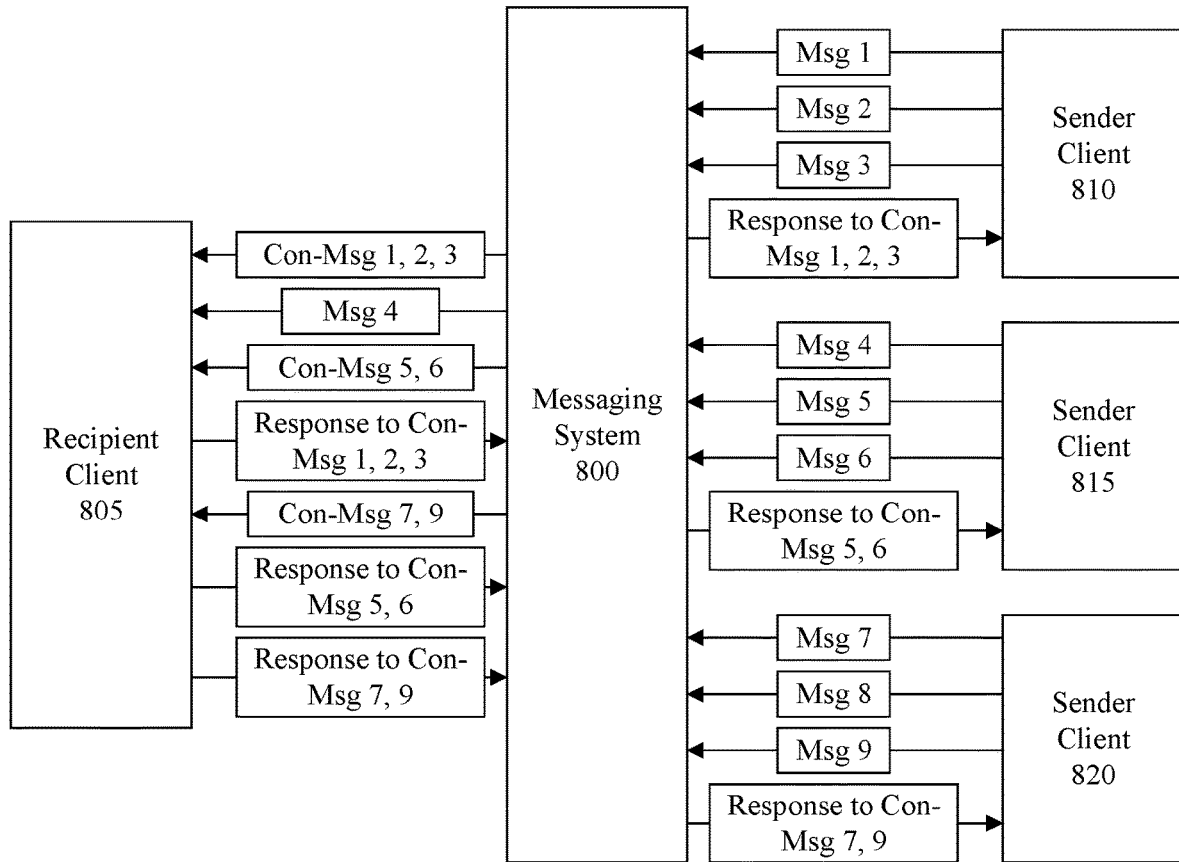 Recipient
Client
805
Con-Msg 1, 2, 3
Msg 4
Con-Msg 5, 6
Response to Con-
Msg 1, 2, 3
Con-Msg 7, 9
Response to Con-
Msg 5, 6
Response to Con-
Msg 7, 9
Messaging
System
800
Msg 1
Msg 2
Msg 3
Response to Con-
Msg 1, 2, 3
Sender
Client
810
Msg 4
Msg 5
Msg 6
Response to Con-
Msg 5, 6
Sender
Client
815
Msg 7
Msg 8
Msg 9
Response to Con-
Msg 7, 9
Sender
Client
820